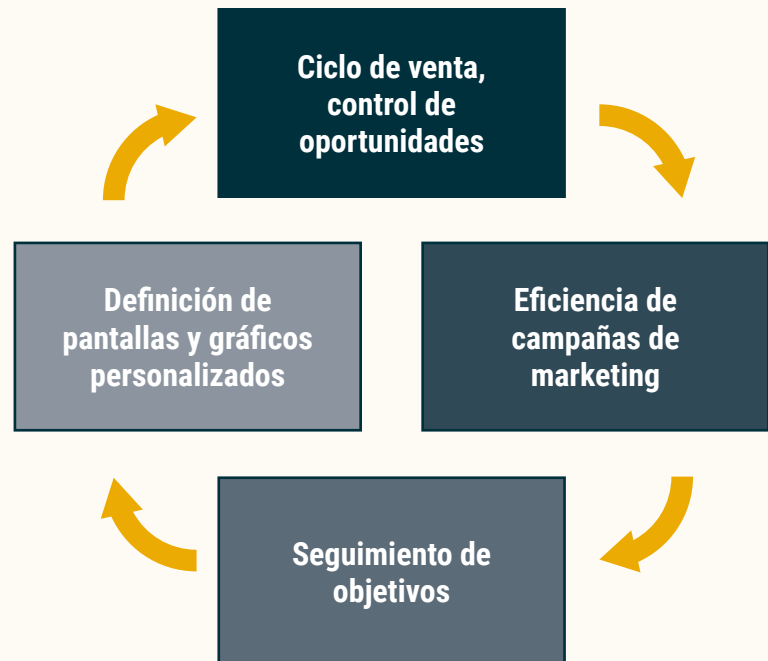 Ciclo de venta,
control de
oportunidades
Definición de
pantallas y gráficos
personalizados
Eficiencia de
campañas de
marketing
Seguimiento de
objetivos